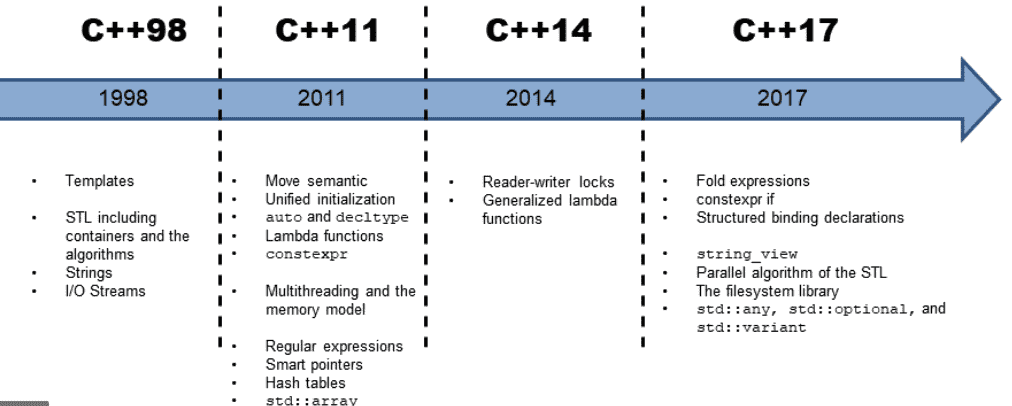 C++98
C++11
C++14
C++17
1998
2011
2014
2017
• Templates
• STL including
containers and the
algorithms
• Strings
• I/O Streams
• Move semantic
• Unified initialization
• auto and decltype
• Lambda functions
• constexpr
• Multithreading and the
memory model
• Regular expressions
• Smart pointers
• Hash tables
• std::array
• Reader-writer locks
• Generalized lambda
functions
• Fold expressions
• constexpr if
• Structured binding declarations
• string_view
• Parallel algorithm of the STL
• The filesystem library
• std::any, std::optional, and
std::variant